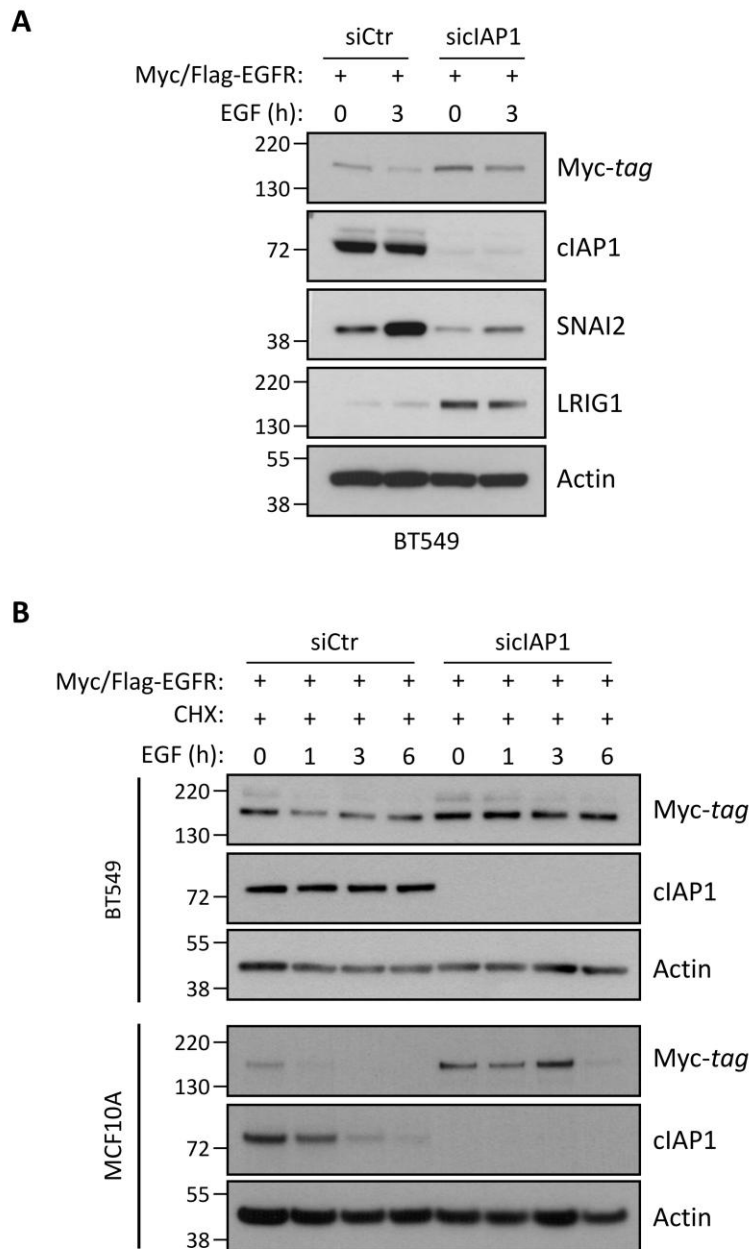 A
siCtr sicIAP1
Myc/Flag-EGFR: + + + +
EGF (h): 0 3 0 3
220
130
Myc-tag
72
cIAP1
38
SNAI2
220
130
LRIG1
55
38
Actin
BT549
B
siCtr sicIAP1
Myc/Flag-EGFR: + + + + + + + +
CHX: + + + + + + + +
EGF (h): 0 1 3 6 0 1 3 6
BT549
220
130
Myc-tag
72
cIAP1
55
38
Actin
MCF10A
220
130
Myc-tag
72
cIAP1
55
38
Actin